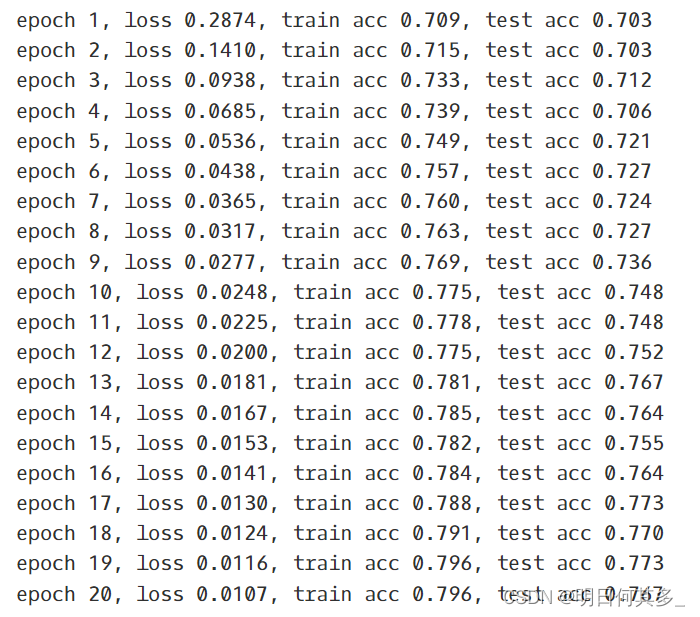 epoch 1, loss 0.2874, train acc 0.709, test acc 0.703
epoch 2, loss 0.1410, train acc 0.715, test acc 0.703
epoch 3, loss 0.0938, train acc 0.733, test acc 0.712
epoch 4, loss 0.0685, train acc 0.739, test acc 0.706
epoch 5, loss 0.0536, train acc 0.749, test acc 0.721
epoch 6, loss 0.0438, train acc 0.757, test acc 0.727
epoch 7, loss 0.0365, train acc 0.760, test acc 0.724
epoch 8, loss 0.0317, train acc 0.763, test acc 0.727
epoch 9, loss 0.0277, train acc 0.769, test acc 0.736
epoch 10, loss 0.0248, train acc 0.775, test acc 0.748
epoch 11, loss 0.0225, train acc 0.778, test acc 0.748
epoch 12, loss 0.0200, train acc 0.775, test acc 0.752
epoch 13, loss 0.0181, train acc 0.781, test acc 0.767
epoch 14, loss 0.0167, train acc 0.785, test acc 0.764
epoch 15, loss 0.0153, train acc 0.782, test acc 0.755
epoch 16, loss 0.0141, train acc 0.784, test acc 0.764
epoch 17, loss 0.0130, train acc 0.788, test acc 0.773
epoch 18, loss 0.0124, train acc 0.791, test acc 0.770
epoch 19, loss 0.0116, train acc 0.796, test acc 0.773
epoch 20, loss 0.0107, train acc 0.796, test acc 0.767
CSDN @明日何其多_